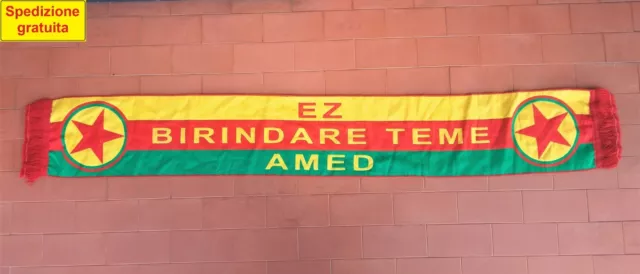 Spedizione
gratuita
EZ
BIRINDARE TEME
AMED